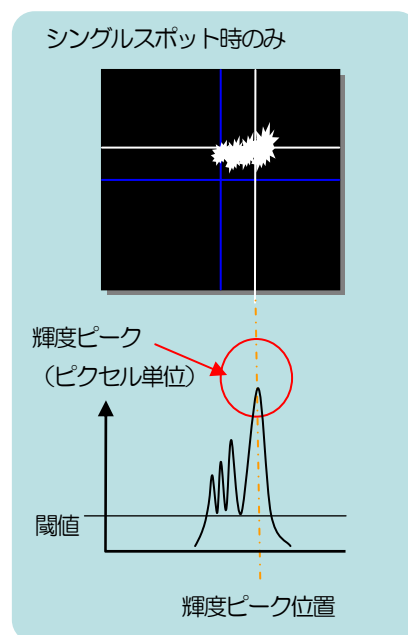 シングルスポット時のみ
輝度ピーク
（ピクセル単位）
閾値
輝度ピーク位置